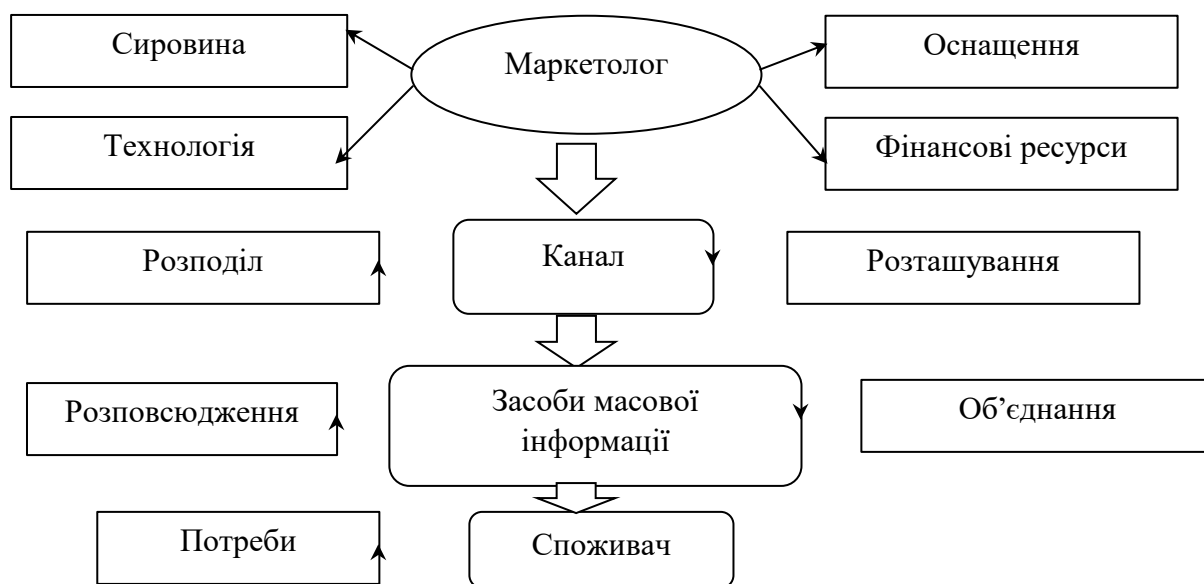 Сировина
Маркетолог
Оснащення
Технологія
Фінансові ресурси
Розподіл
Канал
Розташування
Розповсюдження
Засоби масової
інформації
Об’єднання
Потреби
Споживач